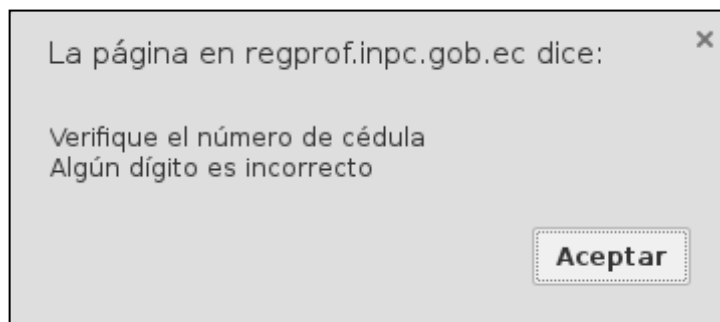 La página en regprof.inpc.gob.ec dice:
Verifique el número de cédula
Algún dígito es incorrecto
Aceptar